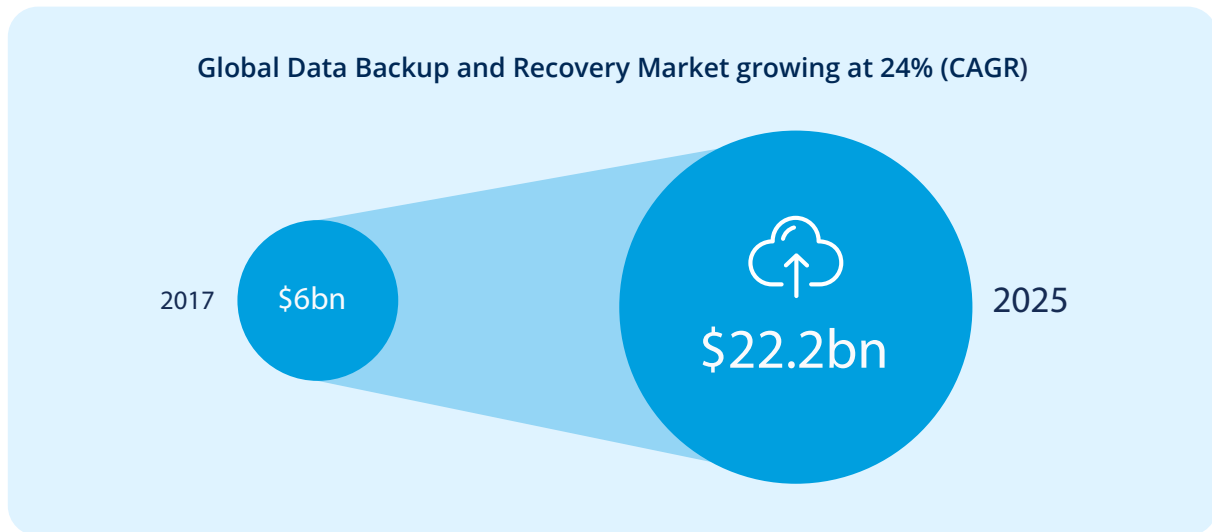 Global Data Backup and Recovery Market growing at 24% (CAGR)
2017
$6bn
$22.2bn
2025